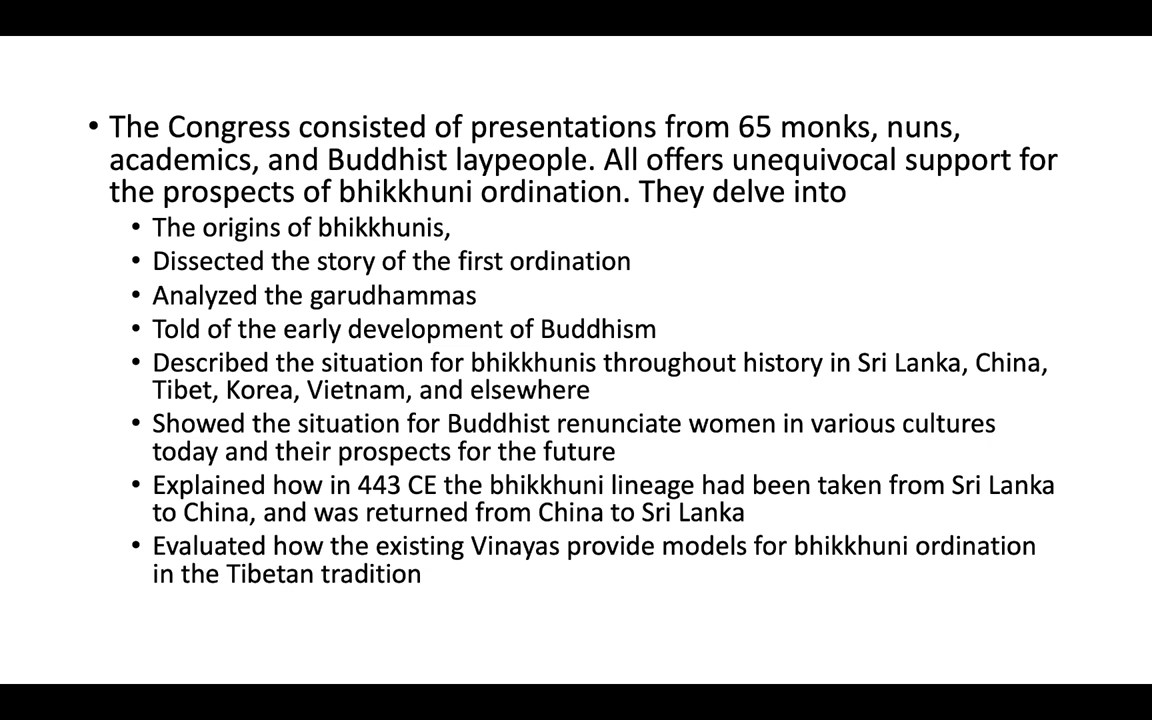 • The Congress consisted of presentations from 65 monks, nuns,
academics, and Buddhist laypeople. All offers unequivocal support for
the prospects of bhikkhuni ordination. They delve into
• The origins of bhikkhunis,
• Dissected the story of the first ordination
• Analyzed the garudhammas
• Told of the early development of Buddhism
• Described the situation for bhikkhunis throughout history in Sri Lanka, China,
Tibet, Korea, Vietnam, and elsewhere
• Showed the situation for Buddhist renunciate women in various cultures
today and their prospects for the future
• Explained how in 443 CE the bhikkhuni lineage had been taken from Sri Lanka
to China, and was returned from China to Sri Lanka
• Evaluated how the existing Vinayas provide models for bhikkhuni ordination
in the Tibetan tradition